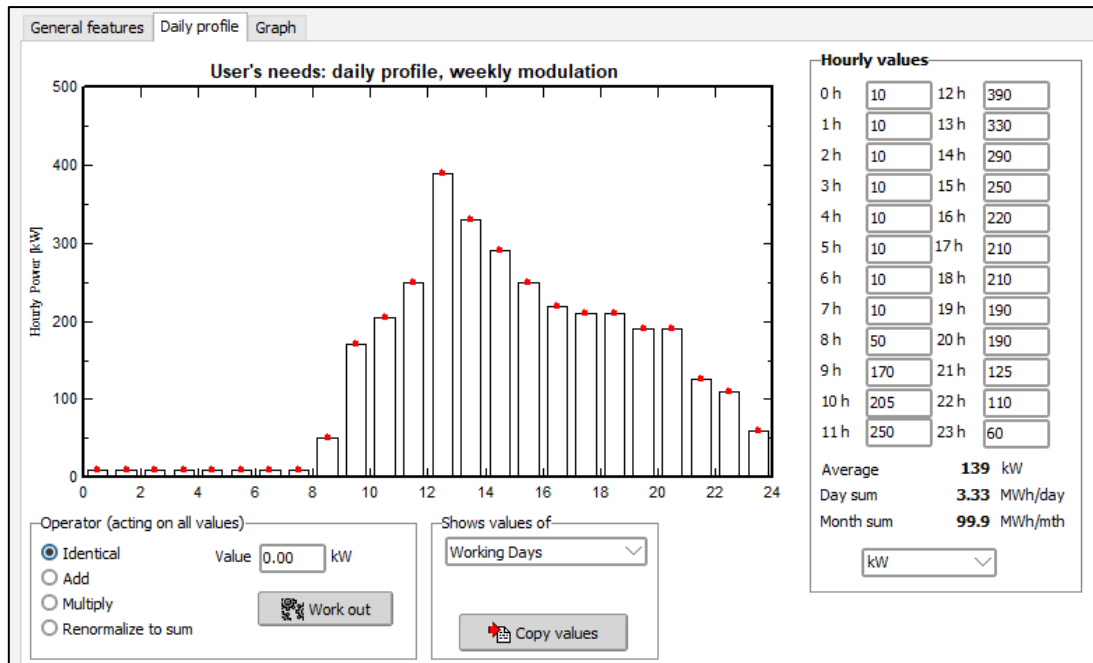 General features Daily profile Graph
User's needs: daily profile, weekly modulation
500
400
300
200
100
0
Hourly Power [kW]
0 2 4 6 8 10 12 14 16 18 20 22 24
Hourly values
0 h 10 12 h 390
1 h 10 13 h 330
2 h 10 14 h 290
3 h 10 15 h 250
4 h 10 16 h 220
5 h 10 17 h 210
6 h 10 18 h 210
7 h 10 19 h 190
8 h 50 20 h 190
9 h 170 21 h 125
10 h 205 22 h 110
11 h 250 23 h 60
Average 139 kW
Day sum 3.33 MWh/day
Month sum 99.9 MWh/mth
kW
Operator (acting on all values)
Identical Value 0.00 kW
Add
Multiply Work out
Renormalize to sum
Shows values of
Working Days
Copy values